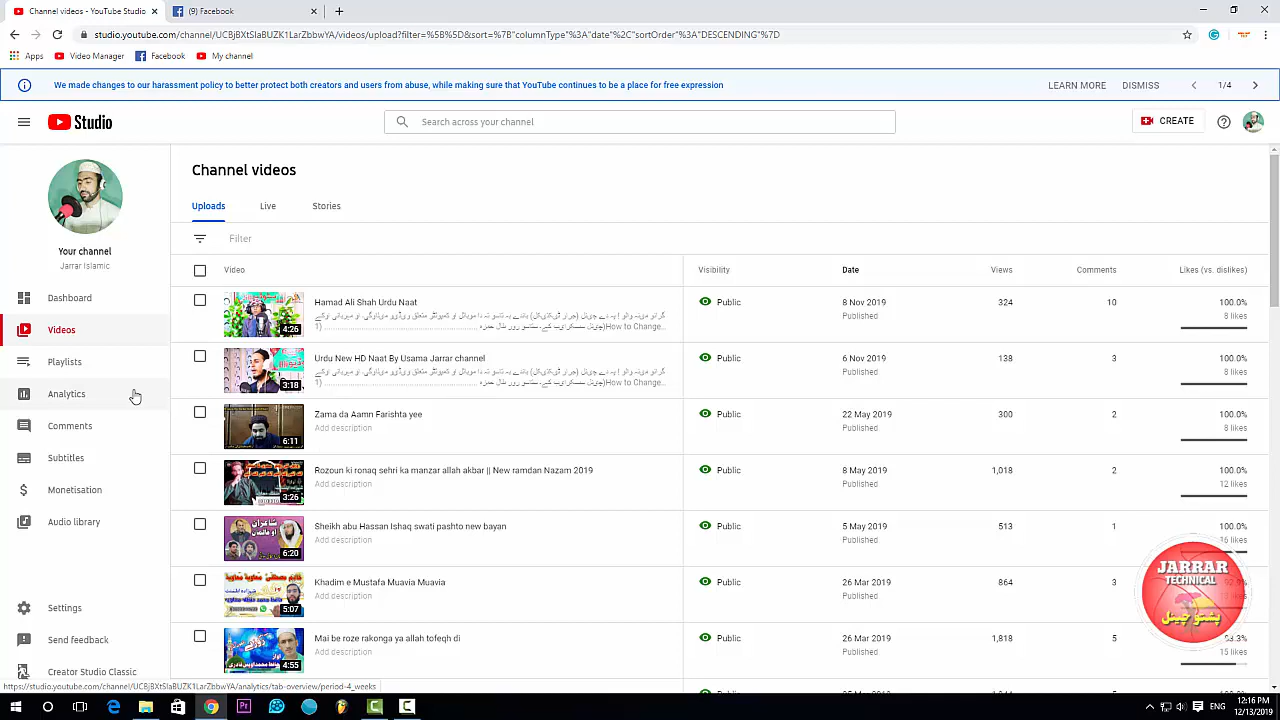 Channel videos - YouTube Studio
(9) Facebook
studio.youtube.com/channel/UCBjBXtSlaBUZK1LarZbbwYA/videos/upload?filter=%5B%5D&sort=%7B"columnType"%3A"date"%2C"sortOrder"%3A"DESCENDING"%7D
Apps
Video Manager
Facebook
My channel
We made changes to our harassment policy to better protect both creators and users from abuse, while making sure that YouTube continues to be a place for free expression
LEARN MORE
DISMISS
1/4
Studio
Search across your channel
CREATE
Channel videos
Uploads
Live
Stories
Your channel
Jarrar Islamic
Filter
Video
Visibility
Date
Views
Comments
Likes (vs. dislikes)
Dashboard
Videos
Playlists
Analytics
Comments
Subtitles
Monetisation
Audio library
Settings
Send feedback
Creator Studio Classic
4:26
Hamad Ali Shah Urdu Naat
1)How to Change...
Public
8 Nov 2019
Published
324
10
100.0%
8 likes
3:18
Urdu New HD Naat By Usama Jarrar channel
1)How to Change...
Public
6 Nov 2019
Published
138
3
100.0%
8 likes
6:11
Zama da Aamn Farishta yee
Add description
Public
22 May 2019
Published
300
2
100.0%
8 likes
3:26
Rozoun ki ronaq sehri ka manzar allah akbar || New ramdan Nazam 2019
Add description
Public
8 May 2019
Published
1,018
2
100.0%
12 likes
6:20
Sheikh abu Hassan Ishaq swati pashto new bayan
Add description
Public
5 May 2019
Published
513
1
100.0%
16 likes
5:07
Khadim e Mustafa Muavia Muavia
Add description
Public
26 Mar 2019
Published
864
3
4:55
Mai be roze rakonga ya allah tofeqh di
Add description
Public
26 Mar 2019
Published
1,818
5
15 likes
JARRAR
TECHNICAL
پشتو چینل
https://studio.youtube.com/channel/UCBjBXtSlaBUZK1LarZbbwYA/analytics/tab-overview/period-4_weeks
ENG
12:16 PM
12/13/2019